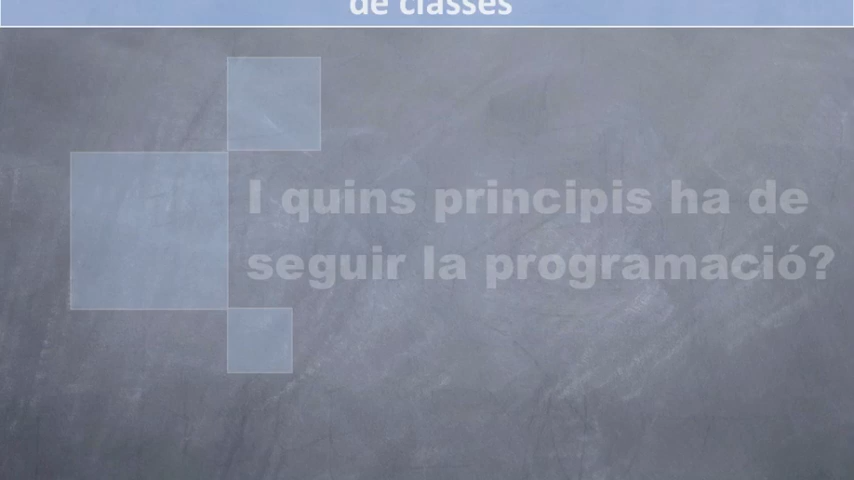 de classes
I quins principis ha de
seguir la programació?